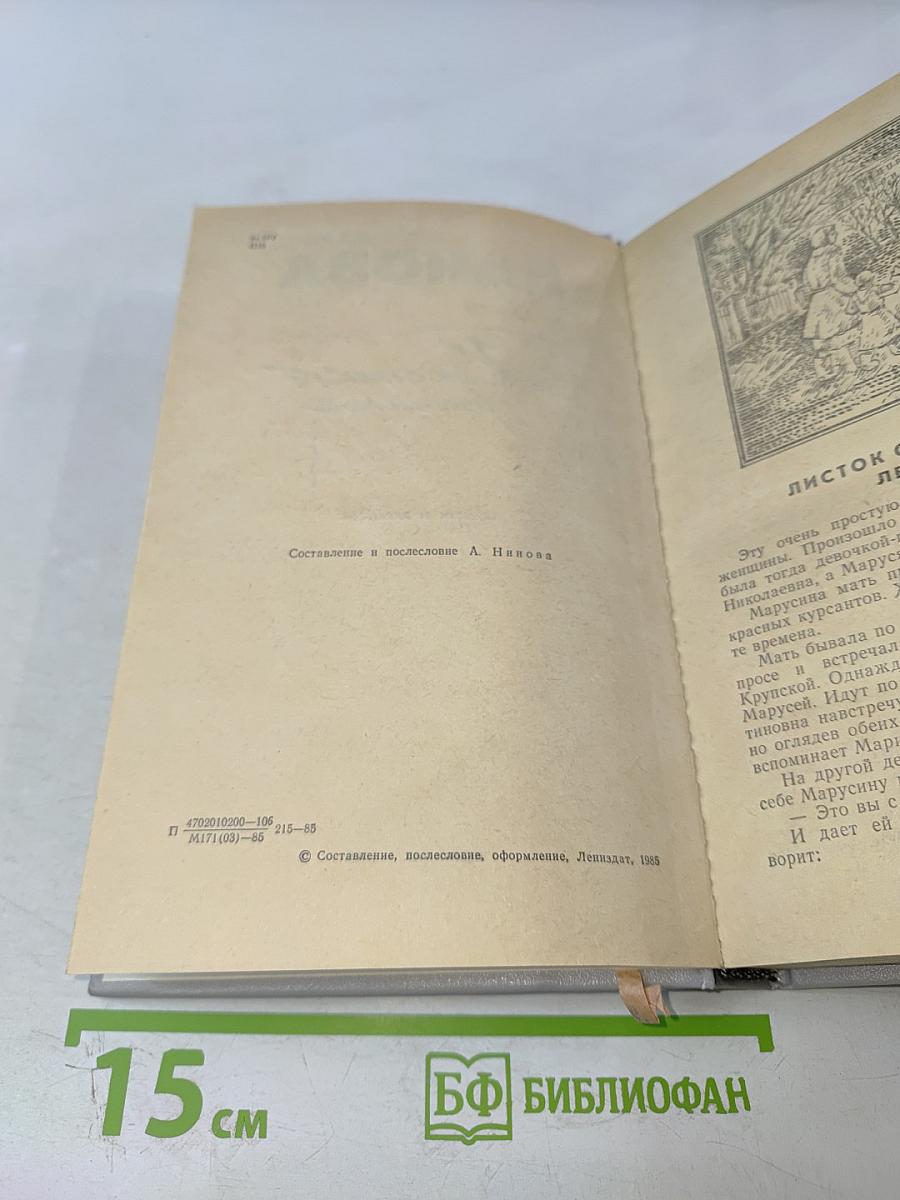 Составление и послесловие А. Нинова
П 4702010200—106 215—85
М171(03)—85
© Составление, послесловие, оформление, Лениздат, 1985
ЛИСТОК
Эту очень простую
женщины. Произошло
была тогда девочкой-
Николаевна, а Маруся
Марусина мать
красных курсантов.
те времена.
Мать бывала по
просе и встречал
Крупской. Однажд
Марусей. Идут по
тиновна навстречу
но оглядев обеих
вспоминает Мари
На другой де
себе Марусину
— Это вы с
И дает ей
ворит:
15 см
БФ БИБЛИОФАН